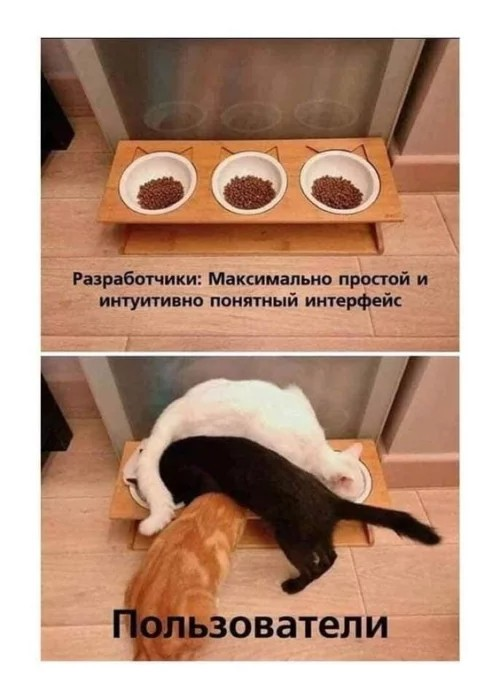 Разработчики: Максимально простой и
интуитивно понятный интерфейс
Пользователи